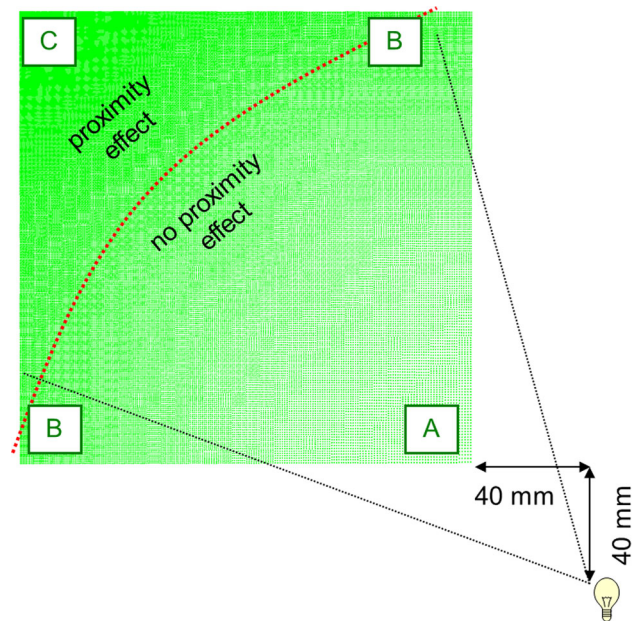 C
B
proximity
effect
no proximity
effect
B
A
40 mm
40 mm